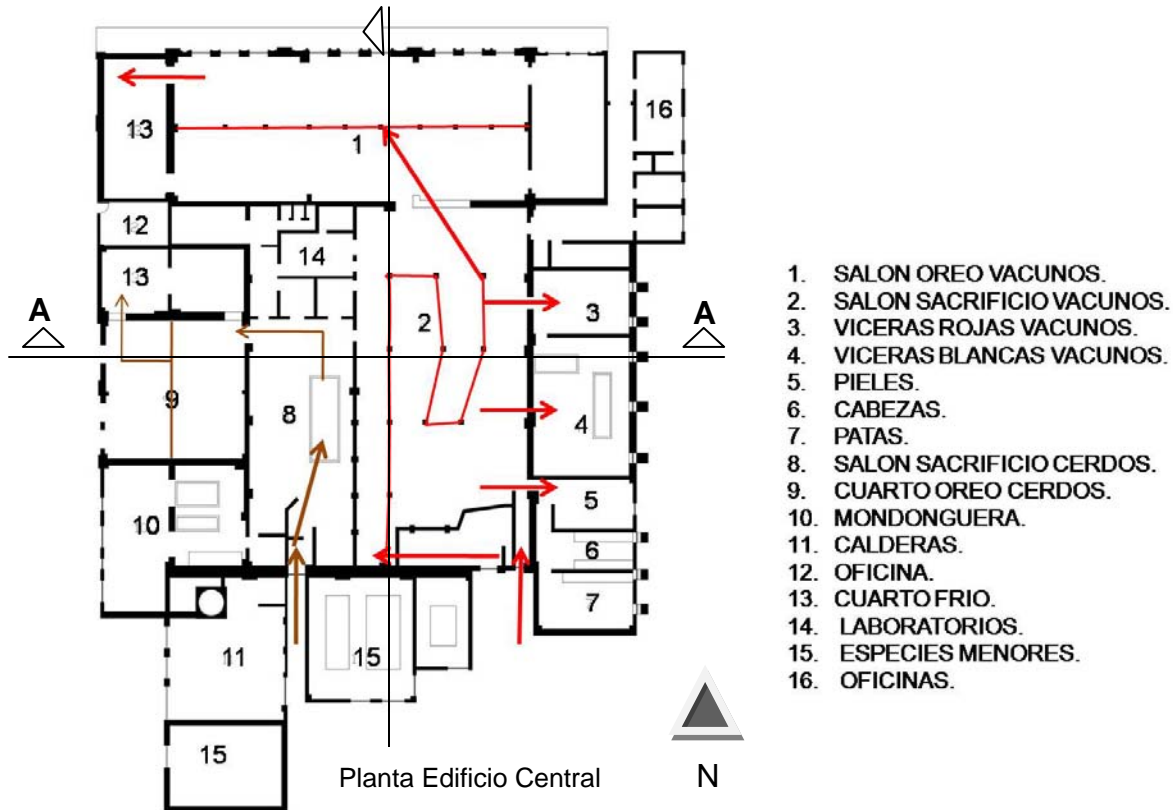 16
13
1
12
14
13
A
A
3
2
9
8
4
5
10
6
7
11
15
15
Planta Edificio Central
N
1. SALON OREO VACUNOS.
2. SALON SACRIFICIO VACUNOS.
3. VICERAS ROJAS VACUNOS.
4. VICERAS BLANCAS VACUNOS.
5. PIELES.
6. CABEZAS.
7. PATAS.
8. SALON SACRIFICIO CERDOS.
9. CUARTO OREO CERDOS.
10. MONDONGUERA.
11. CALDERAS.
12. OFICINA.
13. CUARTO FRIO.
14. LABORATORIOS.
15. ESPECIES MENORES.
16. OFICINAS.